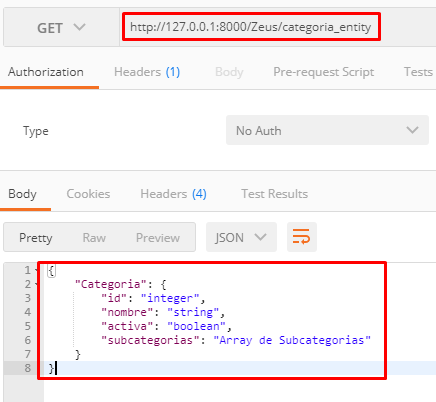 GET http://127.0.0.1:8000/Zeus/categoria_entity
Authorization Headers (1) Body Pre-request Script Tests
Type No Auth
Body Cookies Headers (4) Test Results
Pretty Raw Preview JSON
1 {
2 "Categoria": {
3 "id": "integer",
4 "nombre": "string",
5 "activa": "boolean",
6 "subcategorias": "Array de Subcategorias"
7 }
8 }